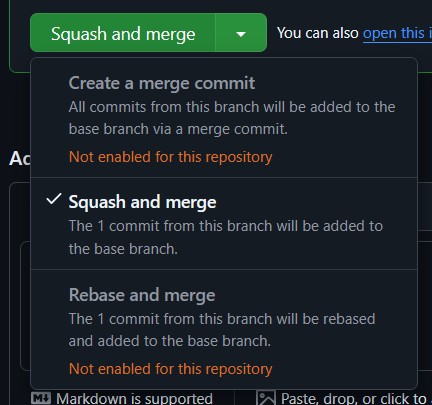 Squash and merge
You can also open this i
Create a merge commit
All commits from this branch will be added to the
base branch via a merge commit.
Not enabled for this repository
Ad
Squash and merge
The 1 commit from this branch will be added to
the base branch.
Rebase and merge
The 1 commit from this branch will be rebased
and added to the base branch.
Not enabled for this repository
Markdown is supported
Paste, drop, or click to